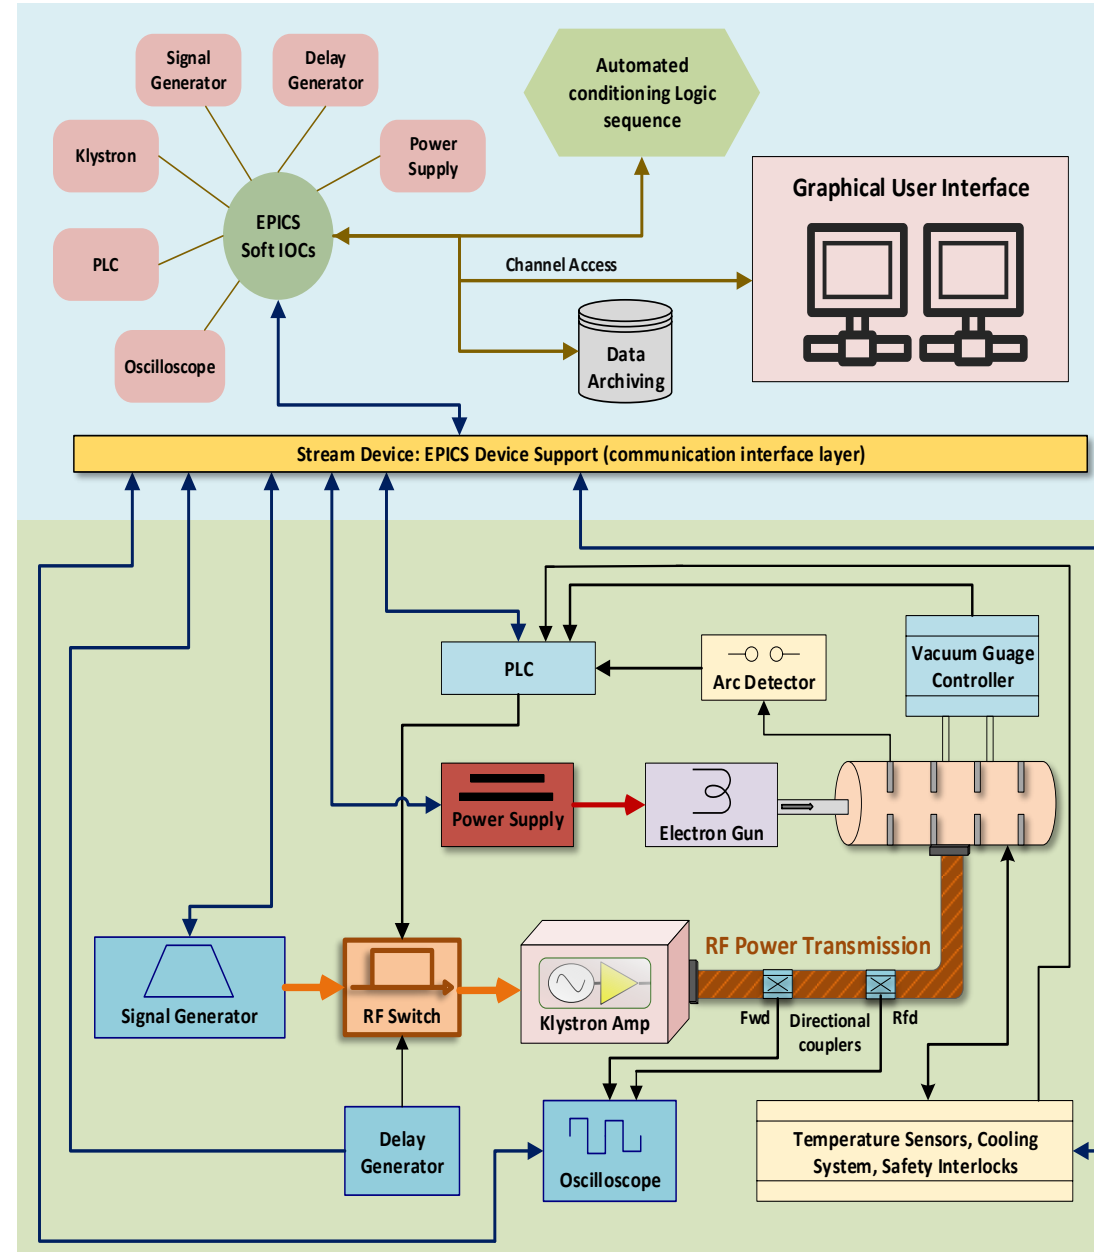 Signal
Generator
Delay
Generator
Automated
conditioning Logic
sequence
Klystron
Power
Supply
Graphical User Interface
EPICS
Soft IOCs
PLC
Channel Access
Oscilloscope
Data
Archiving
Stream Device: EPICS Device Support (communication interface layer)
PLC
Arc Detector
Vacuum Guage
Controller
Power Supply
Electron Gun
RF Power Transmission
Signal Generator
RF Switch
Klystron Amp
Fwd
Directional
couplers
Rfd
Delay
Generator
Oscilloscope
Temperature Sensors, Cooling
System, Safety Interlocks